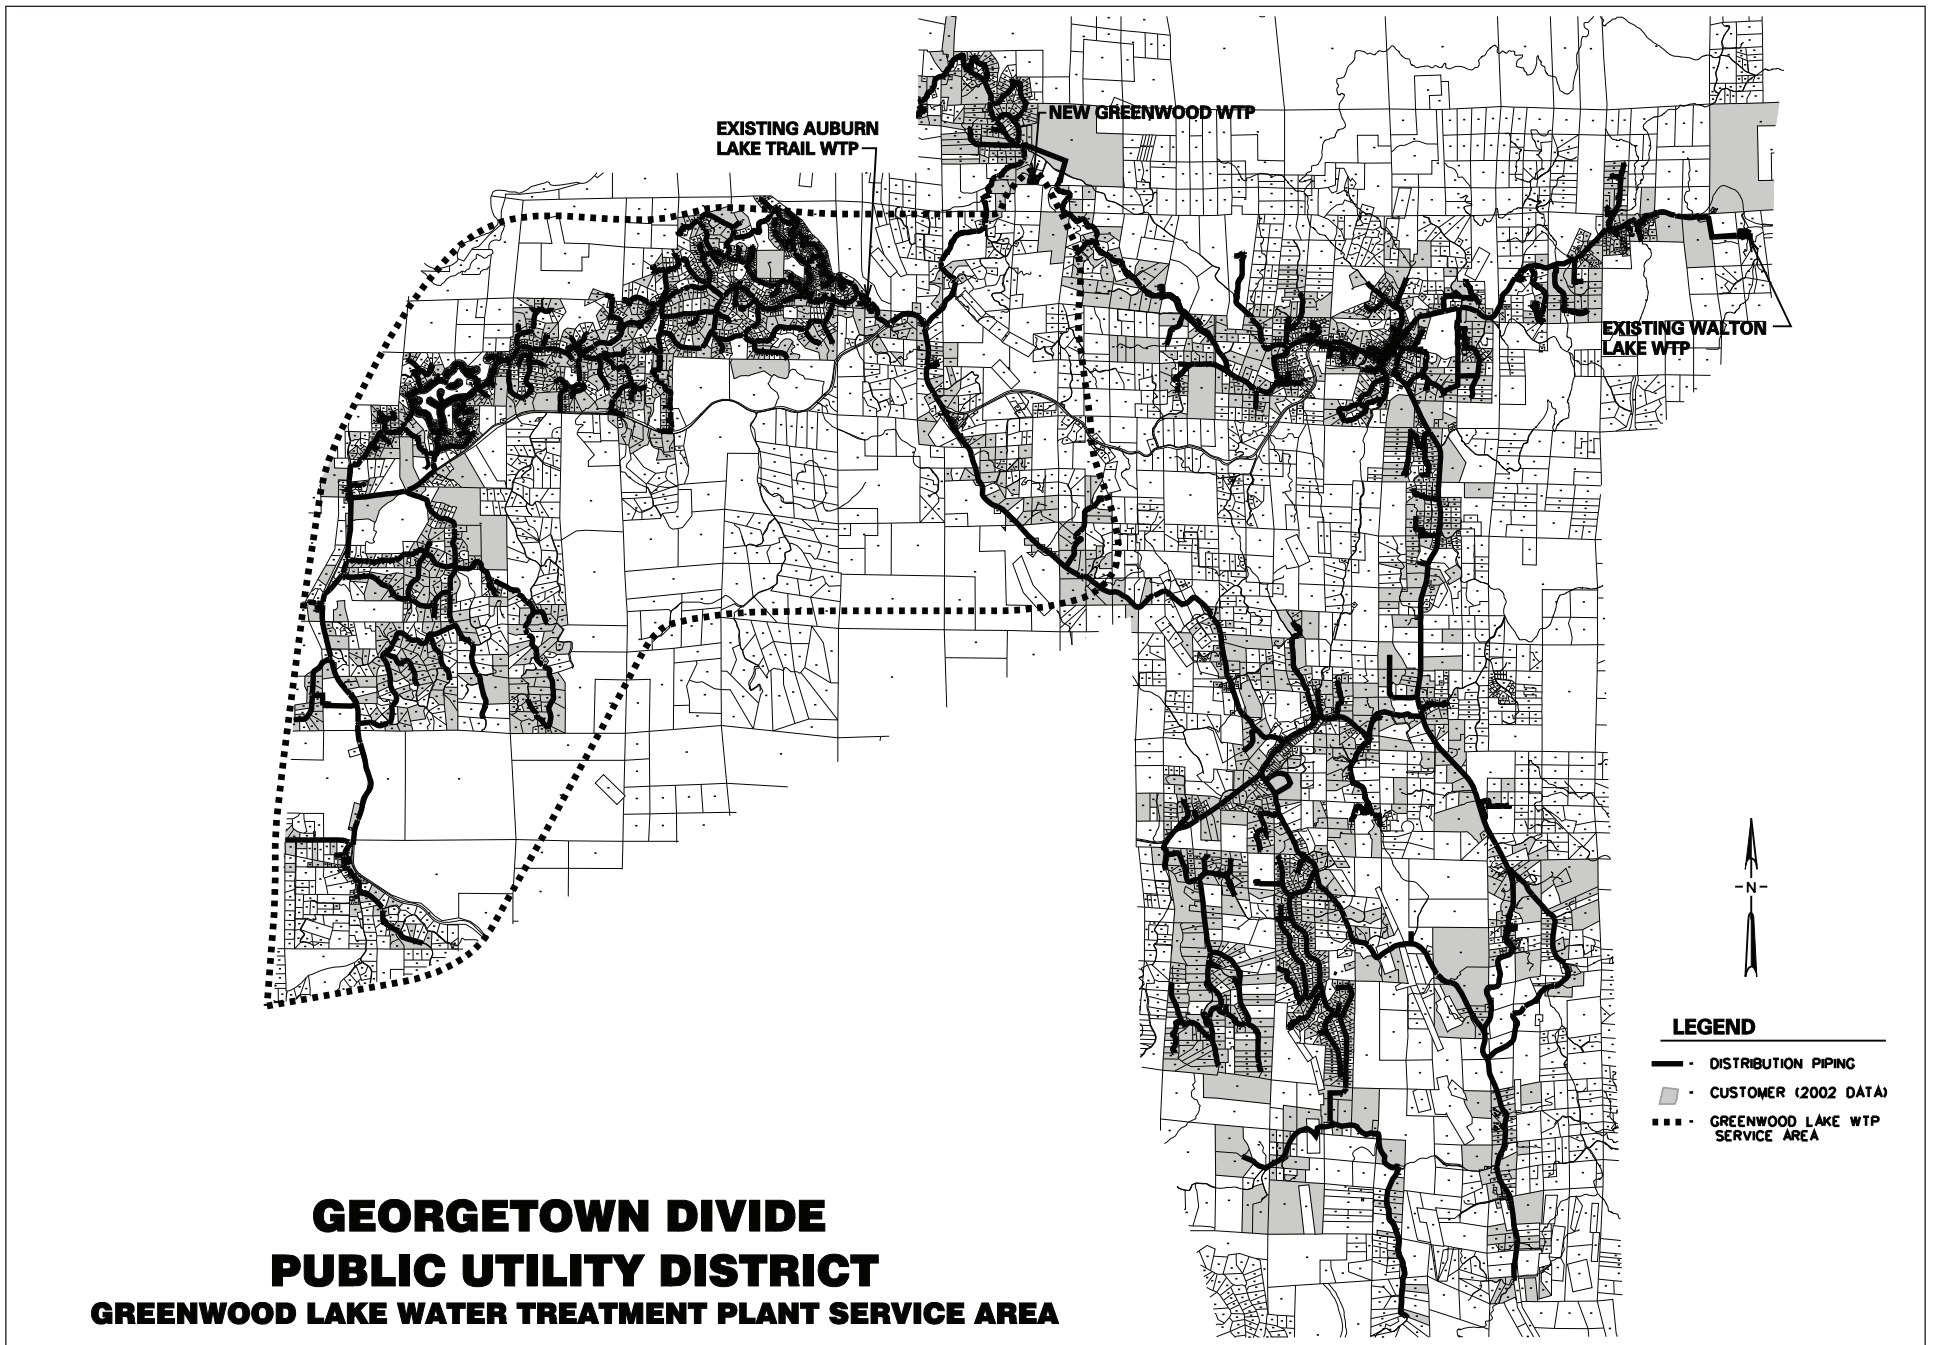 NEW GREENWOOD WTP
EXISTING AUBURN
LAKE TRAIL WTP
EXISTING WALTON
LAKE WTP
N
LEGEND
- DISTRIBUTION PIPING
- CUSTOMER (2002 DATA)
- GREENWOOD LAKE WTP
SERVICE AREA
GEORGETOWN DIVIDE
PUBLIC UTILITY DISTRICT
GREENWOOD LAKE WATER TREATMENT PLANT SERVICE AREA